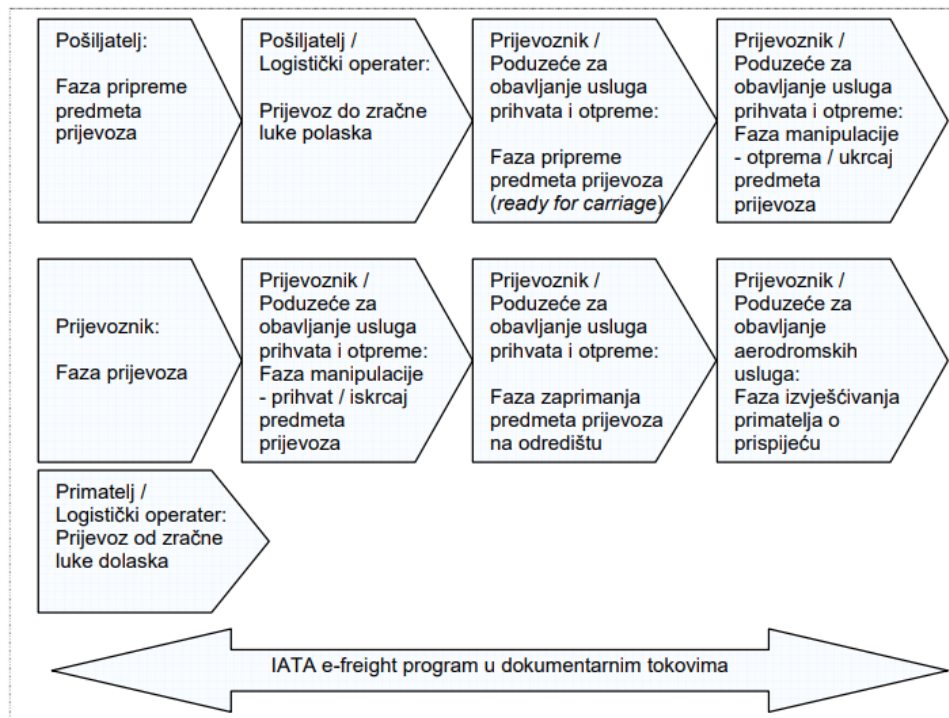 Pošiljatelj:
Faza pripreme
predmeta
prijevoza
Pošiljatelj /
Logistički operater:
Prijevoz do zračne
luke polaska
Prijevoznik /
Poduzeće za
obavljanje usluga
prihvata i otpreme:
Faza pripreme
predmeta prijevoza
(ready for carriage)
Prijevoznik /
Poduzeće za
obavljanje usluga
prihvata i otpreme:
Faza manipulacije
- otprema / ukrcaj
predmeta
prijevoza
Prijevoznik:
Faza prijevoza
Prijevoznik /
Poduzeće za
obavljanje usluga
prihvata i otpreme:
Faza manipulacije
- prihvat / iskrcaj
predmeta
prijevoza
Prijevoznik /
Poduzeće za
obavljanje usluga
prihvata i otpreme:
Faza zaprimanja
predmeta prijevoza
na odredištu
Prijevoznik /
Poduzeće za
obavljanje
aerodromskih
usluga:
Faza izvješćivanja
primatelja o
prispijeću
Primatelj /
Logistički operater:
Prijevoz od zračne
luke dolaska
IATA e-freight program u dokumentarnim tokovima